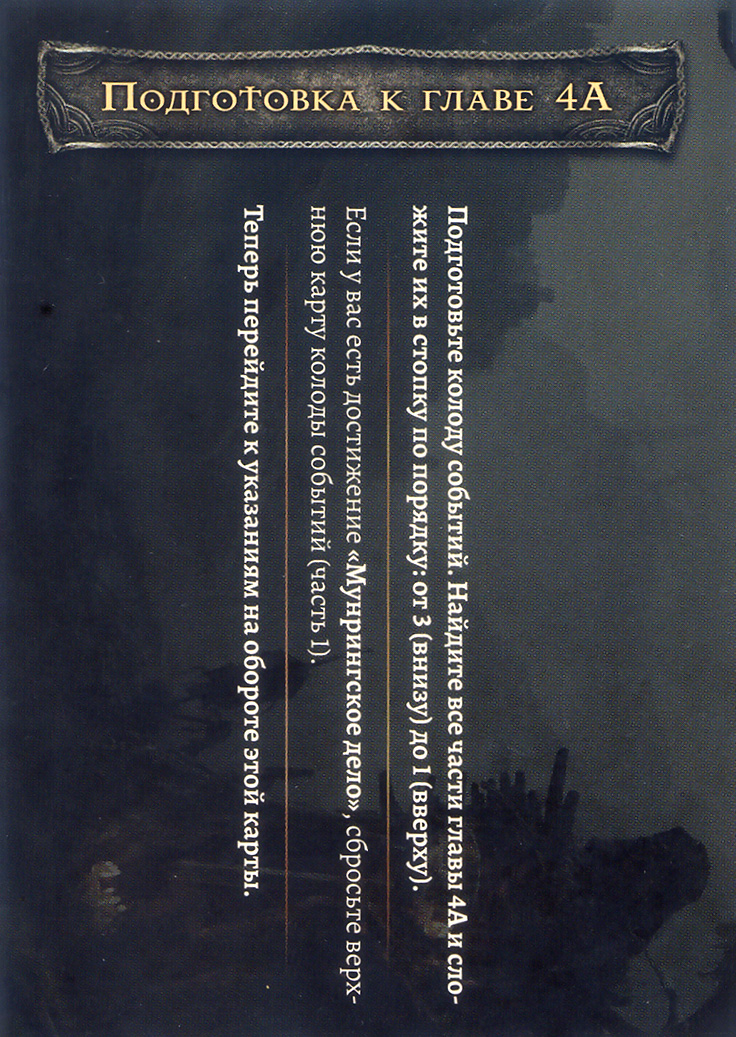 Подготовка к главе 4А
Подготовьте колоду событий. Найдите все части главы 4А и сло-
жите их в стопку по порядку: от 3 (внизу) до 1 (вверху).
Если у вас есть достижение «Мунрингское дело», сбросьте верх-
нюю карту колоды событий (часть 1).
Теперь перейдите к указаниям на обороте этой карты.